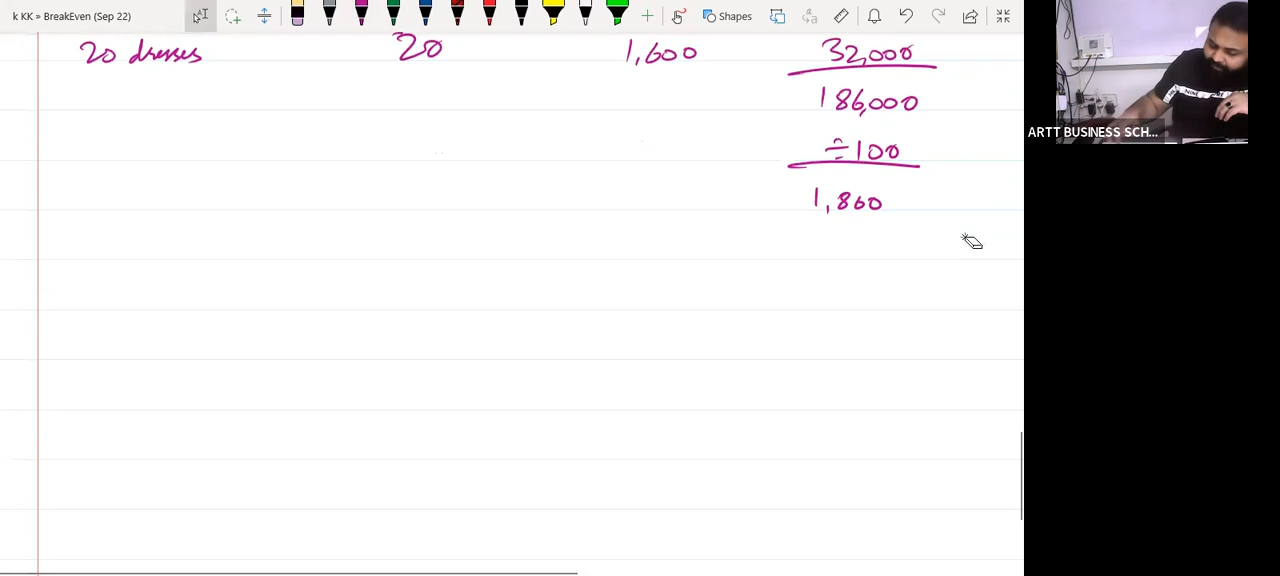 k KK » BreakEven (Sep 22)
Shapes
20 dresses 20 1,600 32,000
186,000
÷100
1,860
ARTT BUSINESS SCH...